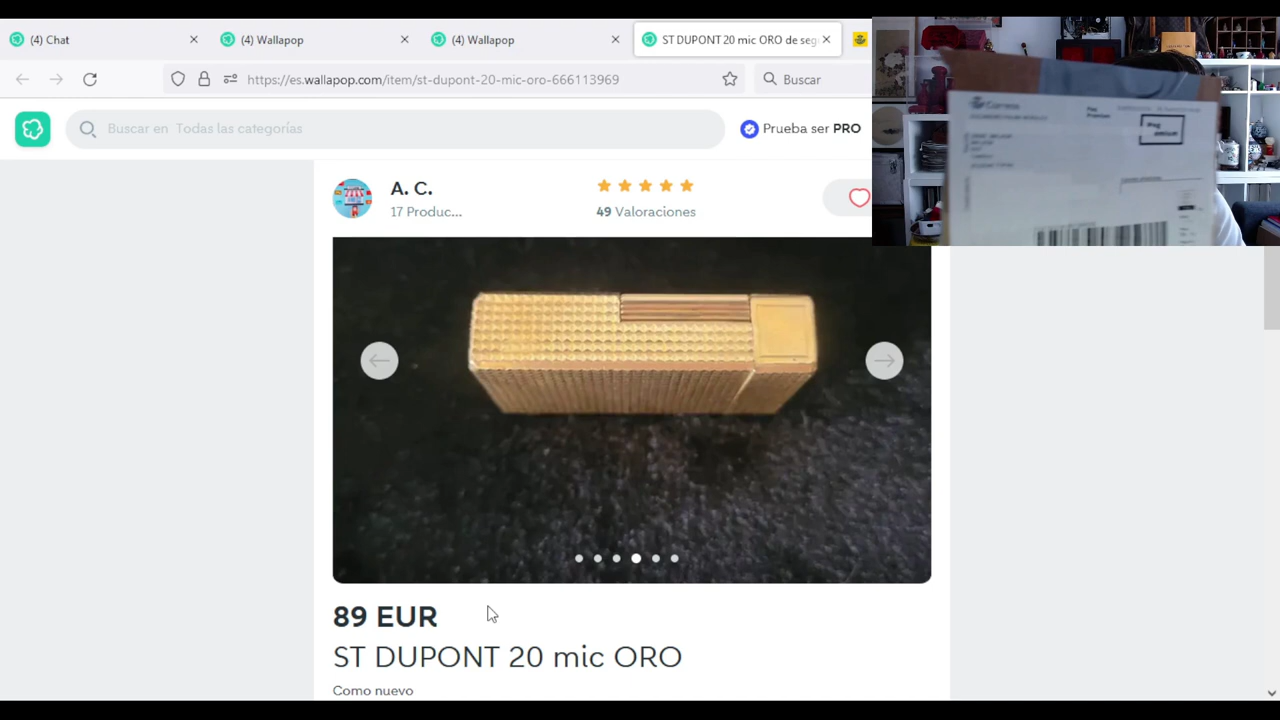 (4) Chat
(4) Wallapop
(4) Wallapop
ST DUPONT 20 mic ORO de seg
https://es.wallapop.com/item/st-dupont-20-mic-oro-666113969
Buscar
Buscar en Todas las categorías
Prueba ser PRO
A. C.
17 Produc...
49 Valoraciones
Correos
89 EUR
ST DUPONT 20 mic ORO
Como nuevo